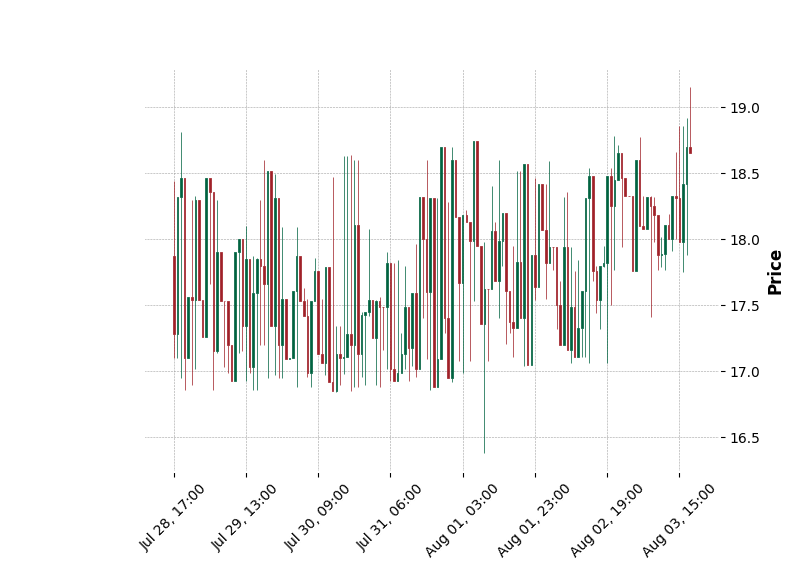 19.0
18.5
18.0
17.5
17.0
16.5
Price
Jul 28, 17:00
Jul 29, 13:00
Jul 30, 09:00
Jul 31, 06:00
Aug 01, 03:00
Aug 01, 23:00
Aug 02, 19:00
Aug 03, 15:00